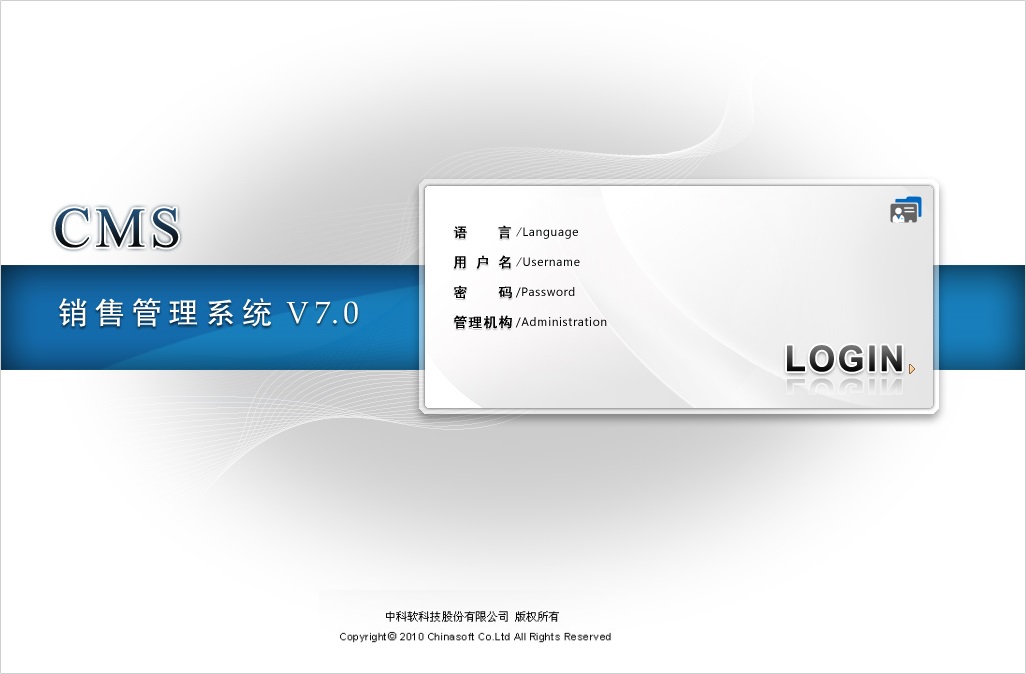 CMS
销售管理系统 V7.0
语 言 /Language
用 户 名 /Username
密 码 /Password
管理机构 /Administration
LOGIN
中科软科技股份有限公司 版权所有
Copyright© 2010 Chinasoft Co.Ltd All Rights Reserved